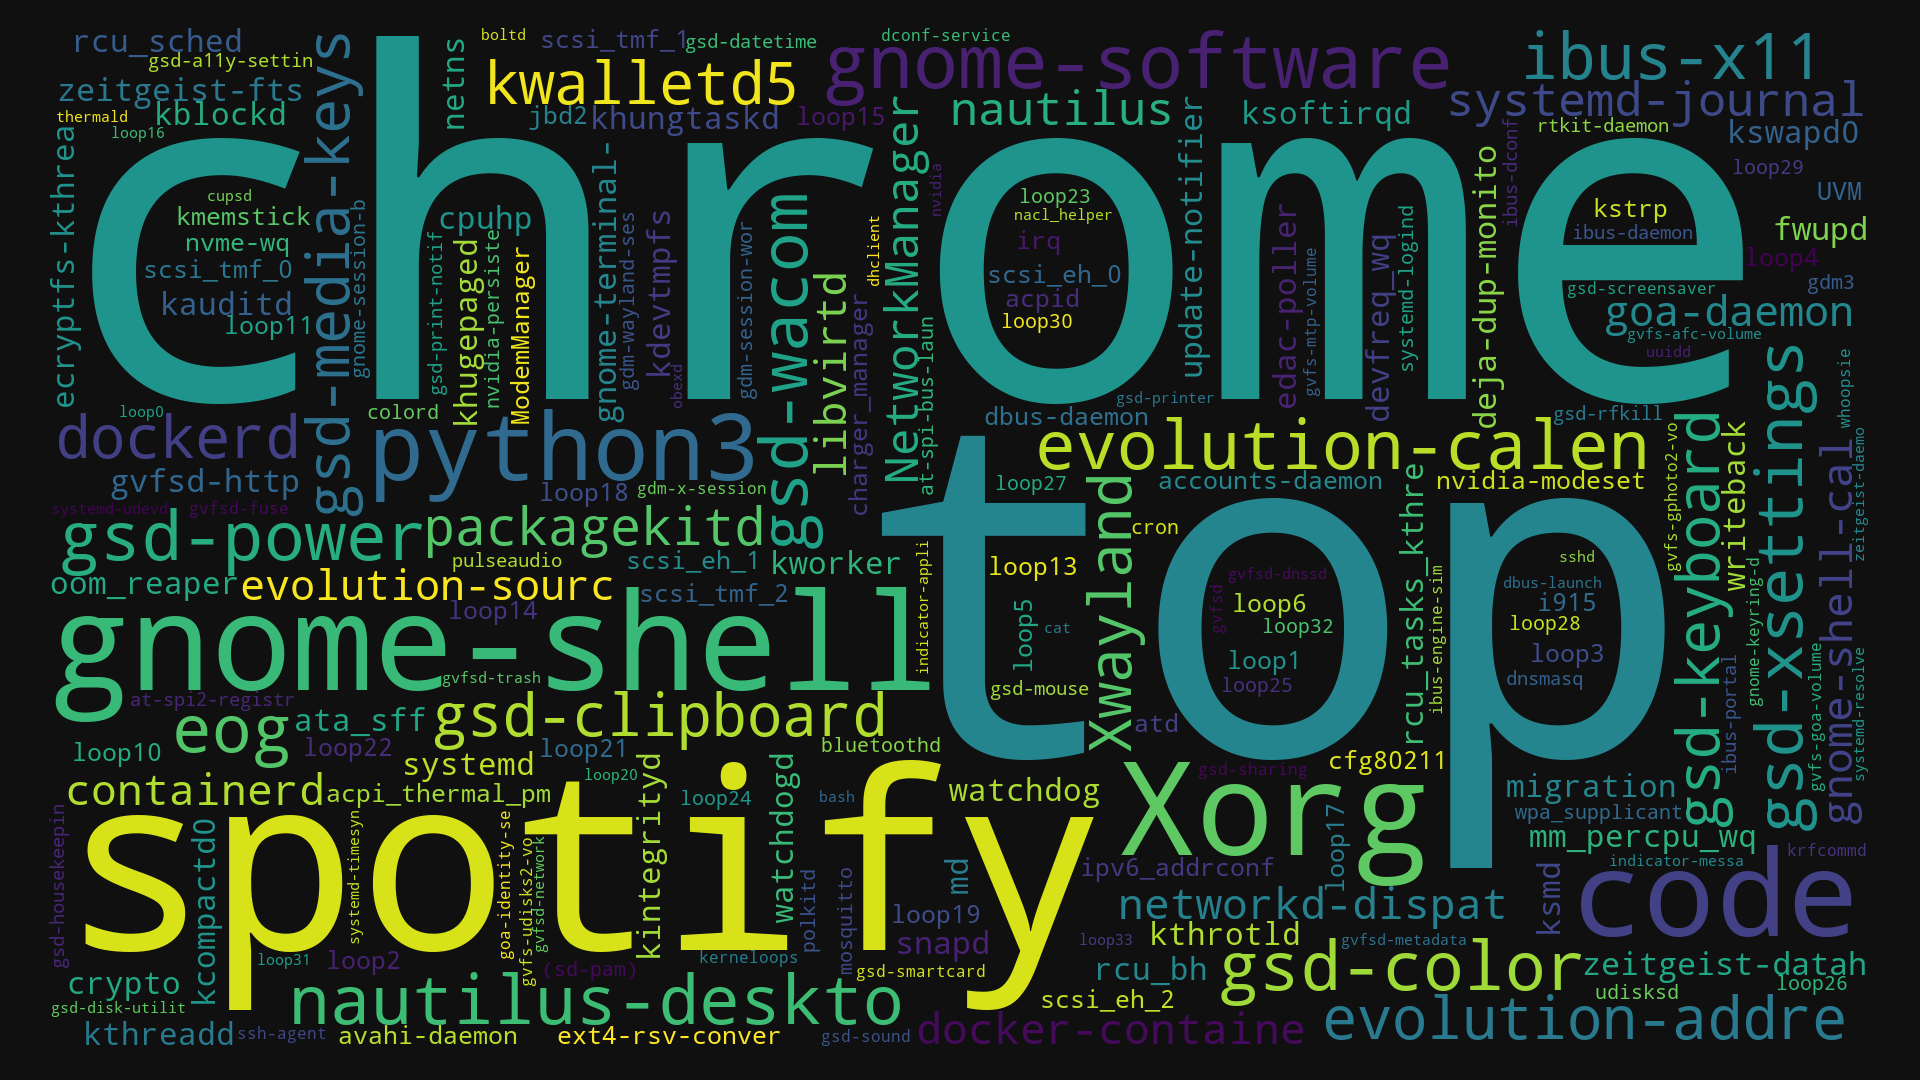 rcu_sched
gsd-a11y-settin
zeitgeist-fts
thermald
kblockd
loop16
gsd-media-keys
netns
boltd
scsi_tmf_1
gsd-datetime
kwalletd5
jbd2
khungtaskd
loop15
dconf-service
gnome-software
nautilus
ksoftirqd
ibus-x11
systemd-journal
rtkit-daemon
kswapd0
loop29
UVM
fwupd
loop4
gdm3
chrome
ecryptfs-kthrea
cupsd
kmemstick
nvme-wq
scsi_tmf_0
kauditd
loop11
gnome-session-b
cpuhp
gsd-print-notif
khugepaged
nvidia-persiste
ModemManager
gnome-terminal-
gdm-wayland-ses
kdevtmpfs
obexd
gdm-session-wor
gsd-wacom
libvirtd
charger_manager
dhclient
NetworkManager
at-spi-bus-laun
nvidia
loop23
nacl_helper
irq
scsi_eh_0
acpid
loop30
update-notifier
edac-poller
gvfs-mtp-volume
devfreq_wq
systemd-logind
deja-dup-monito
ibus-dconf
kstrp
ibus-daemon
gsd-screensaver
goa-daemon
gvfs-afc-volume
uuidd
loop0
colord
dockerd
python3
gvfsd-http
loop18
gdm-x-session
systemd-udevd
gvfsd-fuse
gsd-printer
dbus-daemon
gsd-rfkill
evolution-calen
loop27
accounts-daemon
nvidia-modeset
gsd-power
packagekitd
pulseaudio
scsi_eh_1
kworker
oom_reaper
evolution-sourc
scsi_tmf_2
loop14
gnome-shell
gvfsd-trash
indicator-appli
top
loop13
loop5
cat
gsd-mouse
Xwayland
cron
atd
gvfsd-dnssd
gvfsd
loop6
loop32
loop1
loop25
rcu_tasks_kthre
ibus-engine-sim
sshd
dbus-launch
i915
loop28
loop3
dnsmasq
gvfs-gphoto2-vo
gsd-keyboard
writeback
ibus-portal
gnome-keyring-d
gsd-xsettings
gvfs-goa-volume
gnome-shell-cal
whoopsie
zeitgeist-daemo
systemd-resolve
at-spi2-registr
eog
ata_sff
gsd-clipboard
loop10
loop22
systemd
loop21
bluetoothd
loop20
containerd
acpi_thermal_pm
loop24
bash
watchdog
gsd-sharing
cfg80211
migration
wpa_supplicant
mm_percpu_wq
indicator-messa
krfcommd
spotify
Xorg
loop17
gsd-housekeepin
kcompactd0
systemd-timesyn
goa-identity-se
gvfs-udisks2-vo
gvfsd-network
kintegrityd
watchdogd
polkitd
mosquitto
md
ipv6_addrconf
networkd-dispat
ksmd
code
loop19
snapd
loop33
kthrotld
gvfsd-metadata
loop31
loop2
(sd-pam)
kerneloops
gsd-smartcard
rcu_bh
gsd-color
zeitgeist-datah
crypto
gsd-disk-utilit
nautilus-deskto
scsi_eh_2
udisksd
loop26
kthreadd
ssh-agent
avahi-daemon
ext4-rsv-conver
gsd-sound
docker-containe
evolution-addre